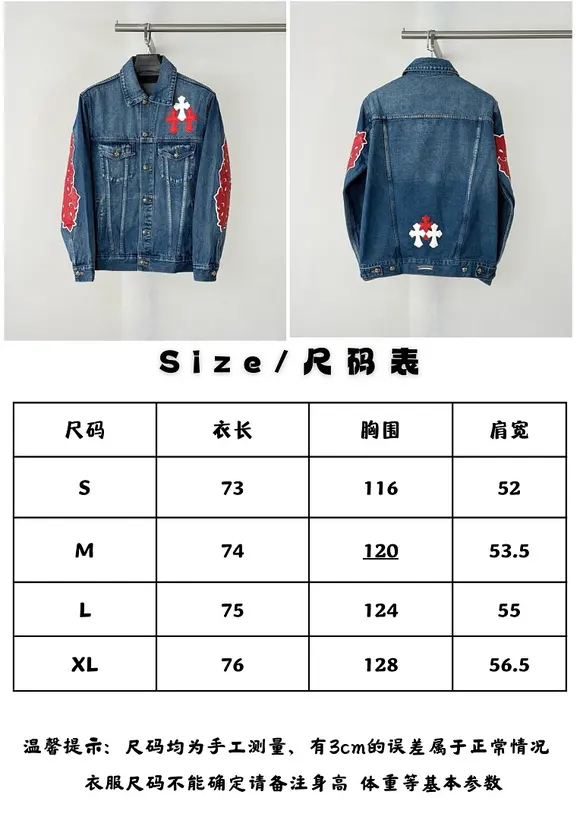 Size/尺码表
尺码 衣长 胸围 肩宽
S 73 116 52
M 74 120 53.5
L 75 124 55
XL 76 128 56.5
温馨提示：尺码均为手工测量、有3cm的误差属于正常情况
衣服尺码不能确定请备注身高 体重等基本参数